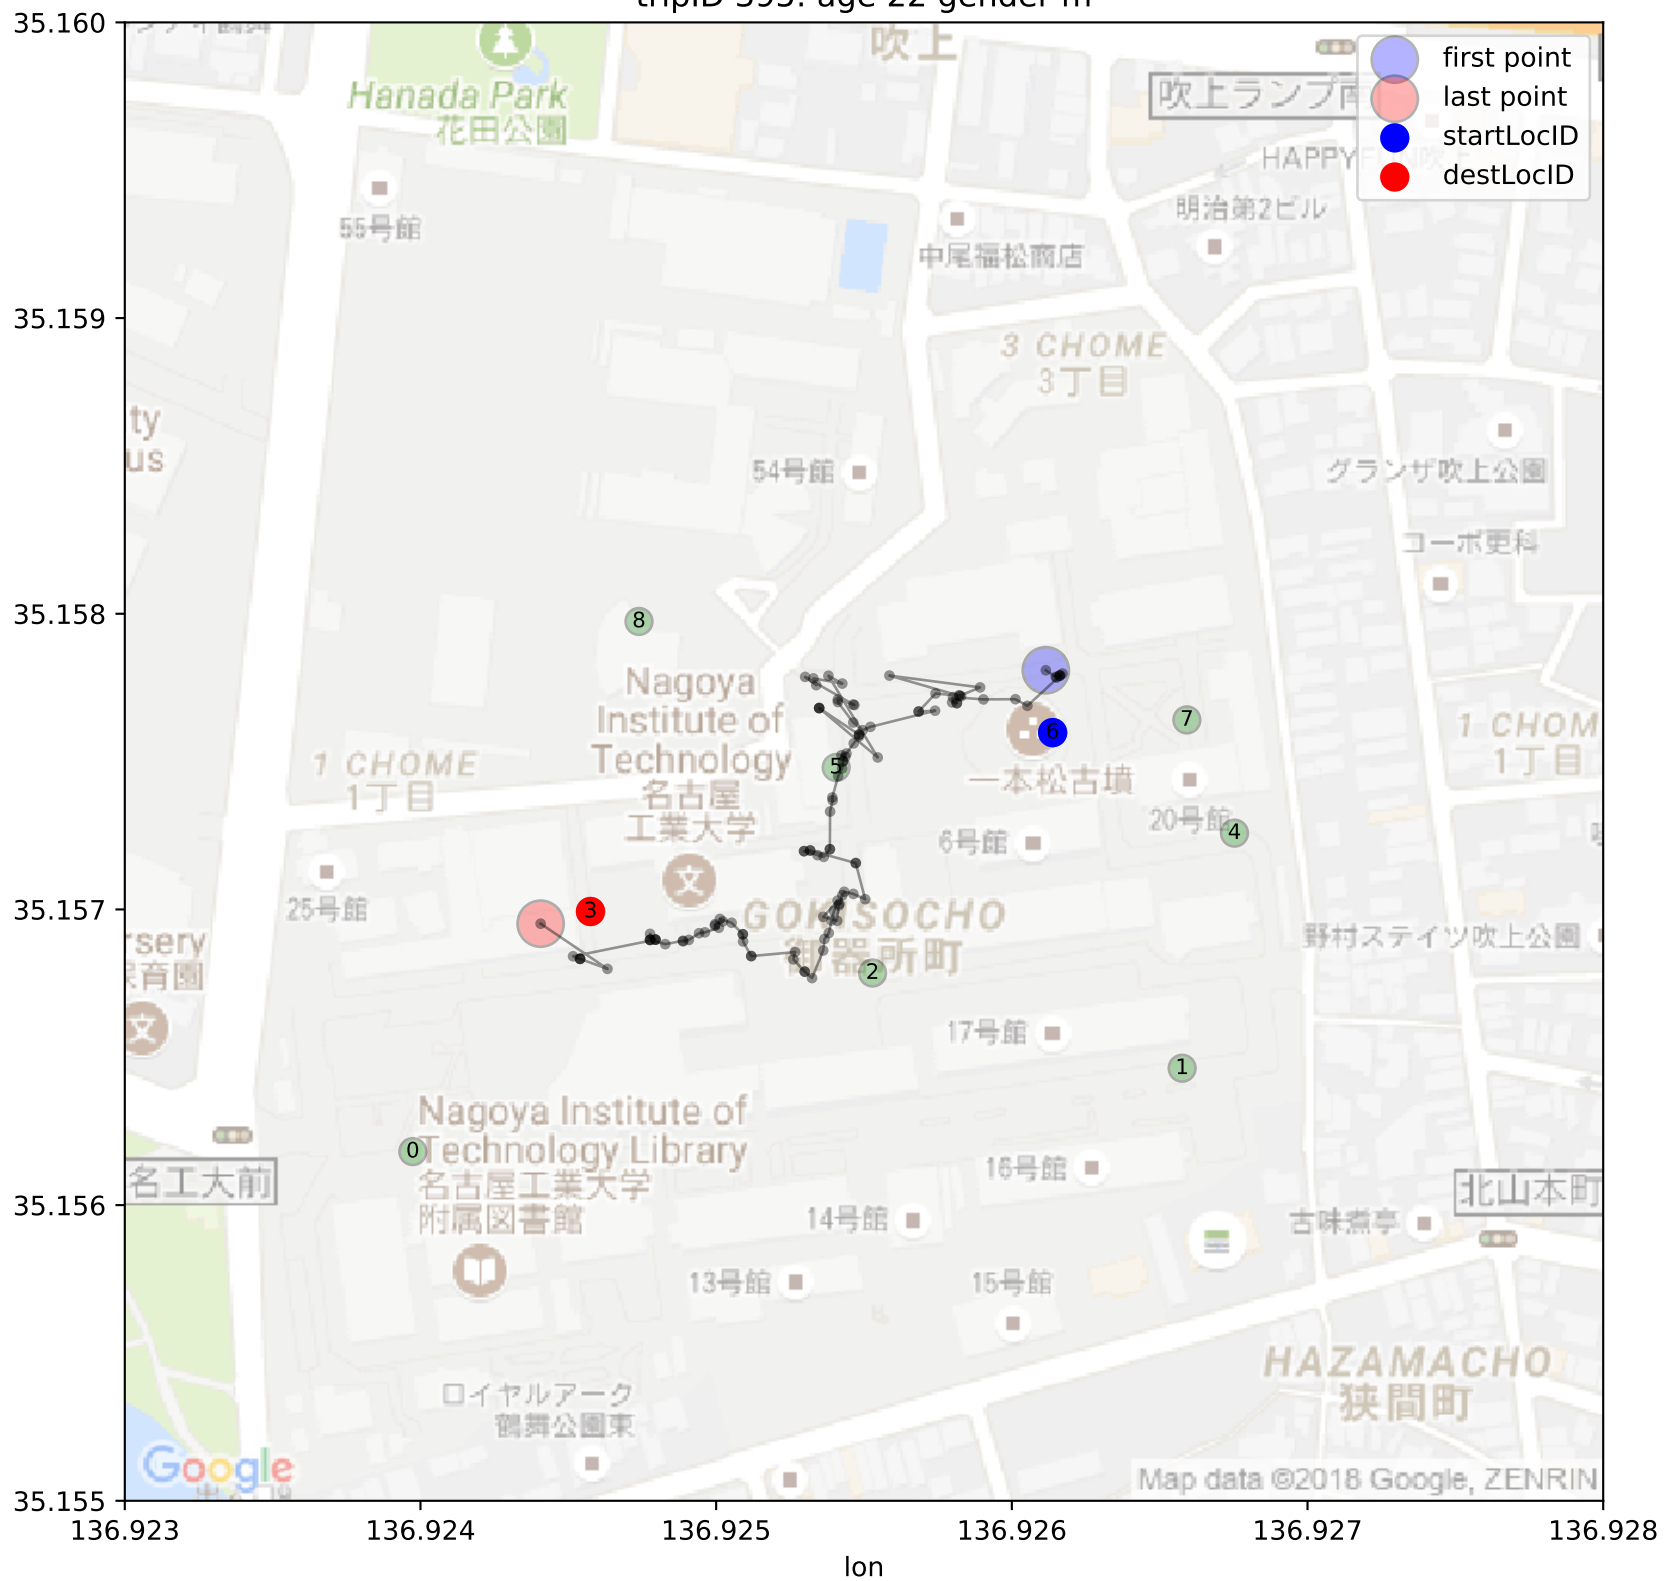 35.160
吹上
first point
last point
startLocID
destLocID
Hanada Park
花田公園
吹上ランプ南
55号館
明治第2ビル
中尾福松商店
35.159
3 CHOME
3丁目
ty
us
54号館
グランザ吹上公園
コーポ更科
35.158
8
Nagoya
Institute of
Technology
名古屋
工業大学
7
6
一本松古墳
1 CHOME
1丁目
1 CHOM
1丁目
5
20号館
4
6号館
35.157
25号館
3
GOKISOCHO
御器所町
rsery
保育園
2
野村ステイツ吹上公園
17号館
1
Nagoya Institute of
Technology Library
名古屋工業大学
附属図書館
0
名工大前
16号館
北山本町
35.156
14号館
古味煮亭
13号館
15号館
HAZAMACHO
狭間町
ロイヤルアーク
鶴舞公園東
Google
Map data ©2018 Google, ZENRIN
35.155
136.923
136.924
136.925
136.926
136.927
136.928
lon